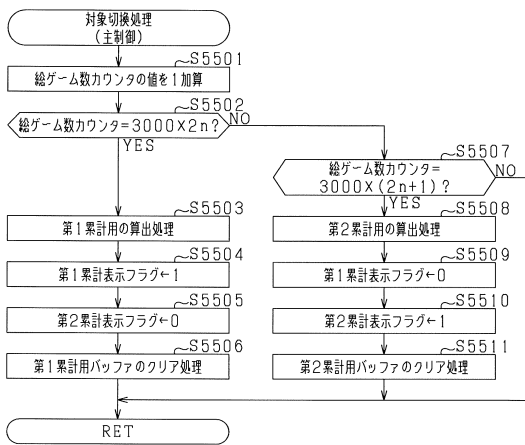 対象切換処理
(主制御)
S5501
絵ゲーム数カウンタの値を1加算
S5502
絵ゲーム数カウンタ=3000×2n?
NO
YES
S5507
絵ゲーム数カウンタ=
3000×(2n+1)?
NO
YES
S5503
第1累計用の算出処理
S5504
第1累計表示フラグ←1
S5505
第2累計表示フラグ←0
S5506
第1累計用バッファのクリア処理
S5508
第2累計用の算出処理
S5509
第1累計表示フラグ←0
S5510
第2累計表示フラグ←1
S5511
第2累計用バッファのクリア処理
RET